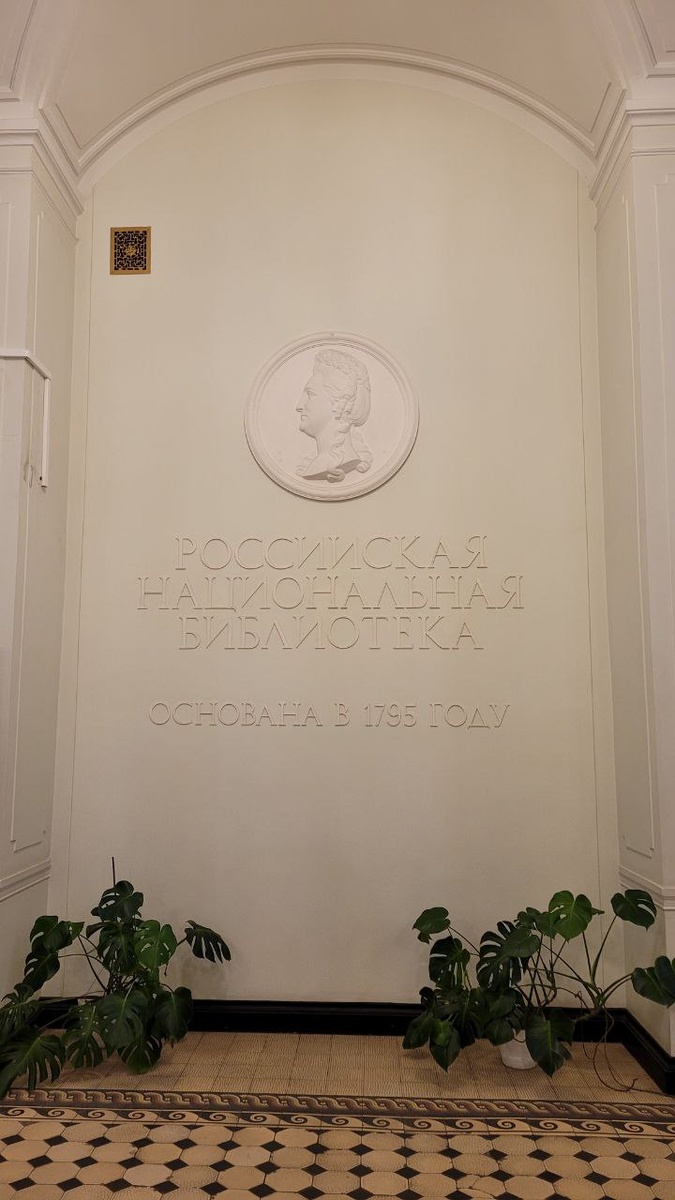 РОССИЙСКАЯ
НАЦИОНАЛЬНАЯ
БИБЛИОТЕКА
ОСНОВАНА В 1795 ГОДУ